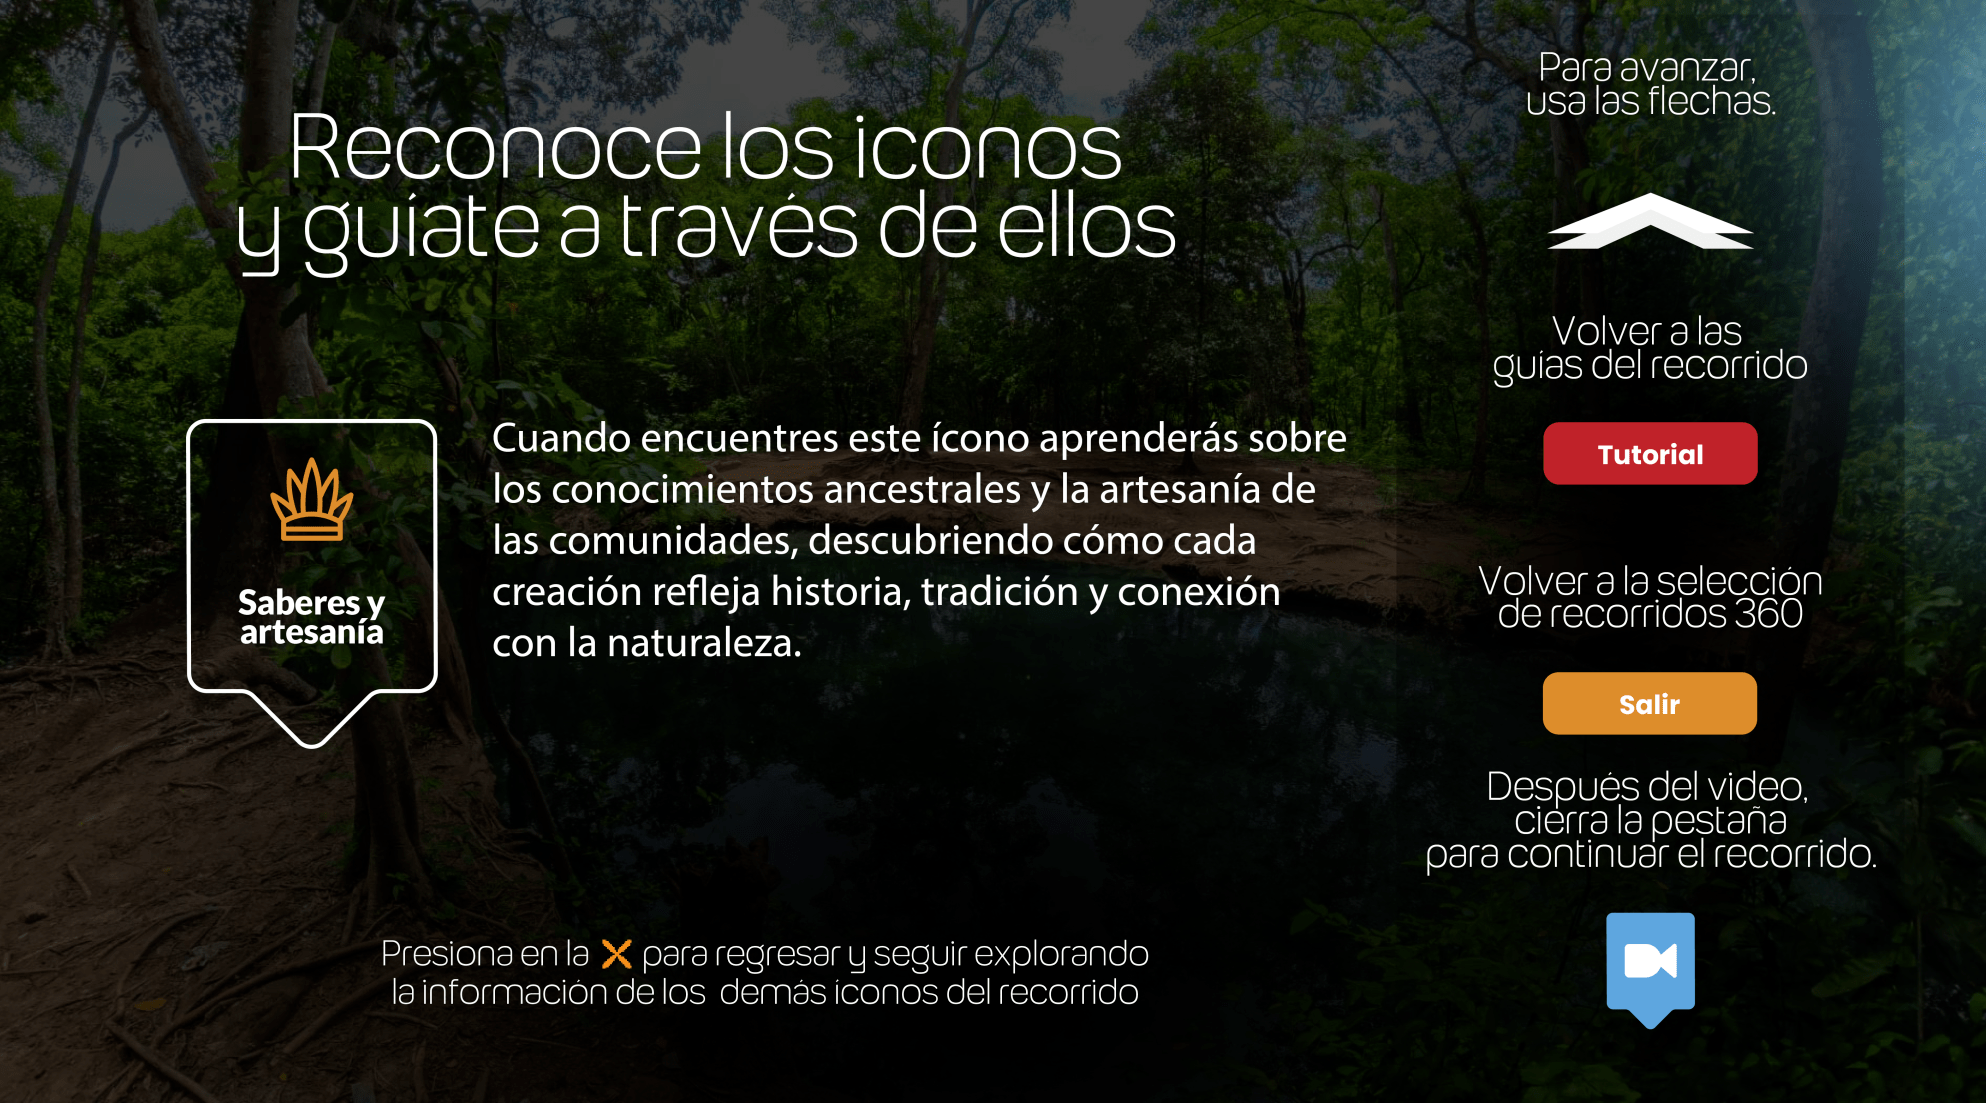 Reconoce los iconos
y guíate a través de ellos
Saberes y
artesanía
Cuando encuentres este ícono aprenderás sobre
los conocimientos ancestrales y la artesanía de
las comunidades, descubriendo cómo cada
creación refleja historia, tradición y conexión
con la naturaleza.
Presiona en la para regresar y seguir explorando
la información de los demás íconos del recorrido
Para avanzar,
usa las flechas.
Volver a las
guías del recorrido
Tutorial
Volver a la selección
de recorridos 360
Salir
Después del video,
cierra la pestaña
para continuar el recorrido.